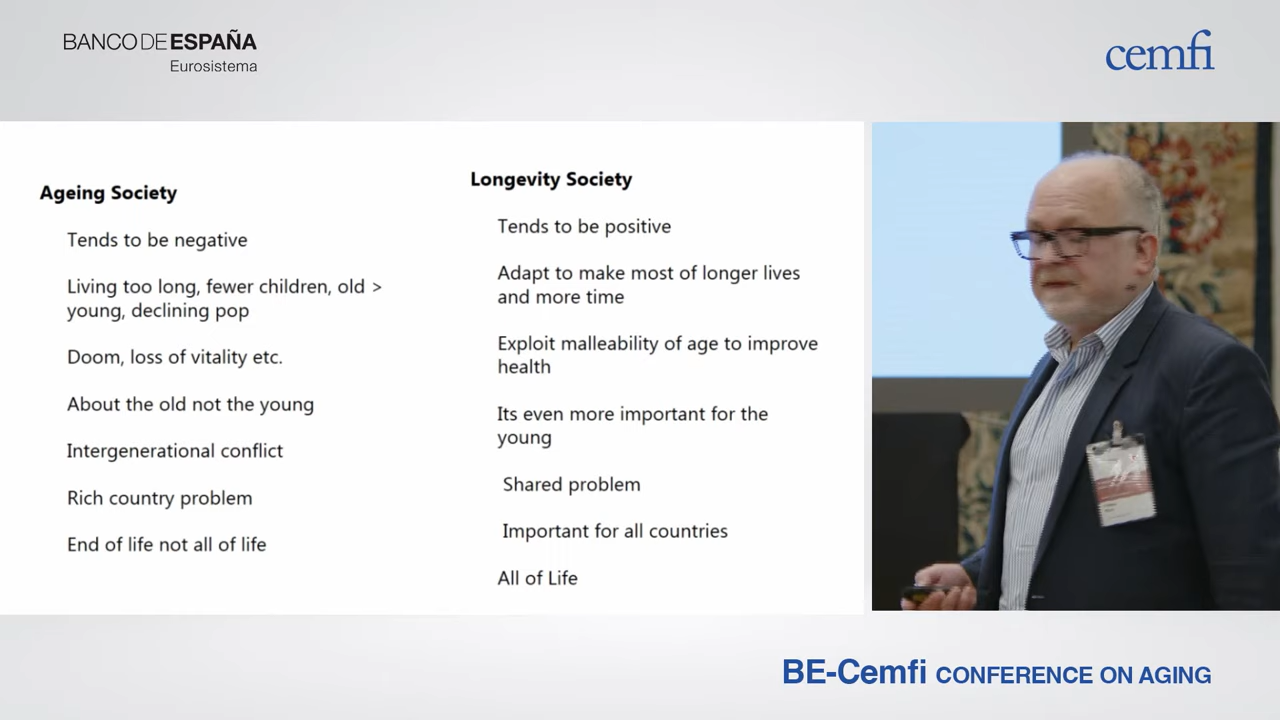 BANCO DE ESPAÑA
Eurosistema
cemfi
Ageing Society
Tends to be negative
Living too long, fewer children, old >
young, declining pop
Doom, loss of vitality etc.
About the old not the young
Intergenerational conflict
Rich country problem
End of life not all of life
Longevity Society
Tends to be positive
Adapt to make most of longer lives
and more time
Exploit malleability of age to improve
health
Its even more important for the
young
Shared problem
Important for all countries
All of Life
BE-Cemfi CONFERENCE ON AGING